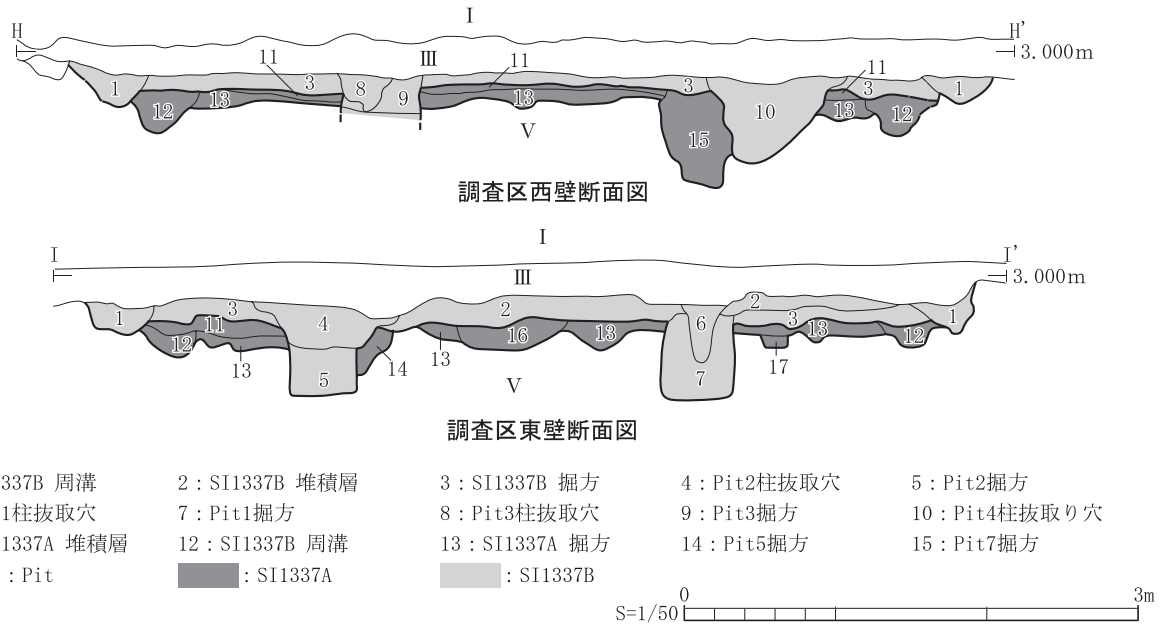 I
H H'
3.000m
III
11 11 11
1 3 8 9 3 10 3 1
12 13 13 15 13 12
V
調査区西壁断面図
I
I I'
III
3.000m
1 3 4 2 6 2 3 1
12 11 13 5 14 13 16 13 7 17 13 12
V
調査区東壁断面図
337B 周溝 2：SI1337B 堆積層 3：SI1337B 掘方 4：Pit2柱抜取穴 5：Pit2掘方
1柱抜取穴 7：Pit1掘方 8：Pit3柱抜取穴 9：Pit3掘方 10：Pit4柱抜取り穴
1337A 堆積層 12：SI1337B 周溝 13：SI1337A 掘方 14：Pit5掘方 15：Pit7掘方
：Pit ：SI1337A ：SI1337B
0 3m
S=1/50